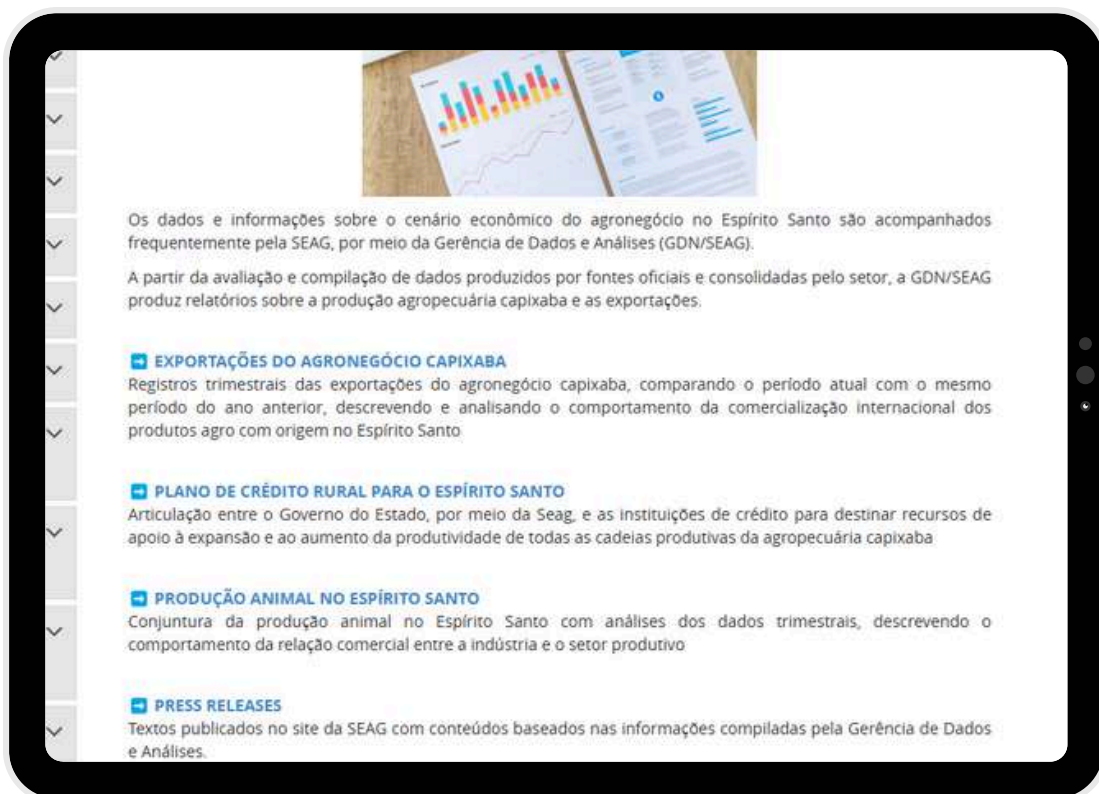 Os dados e informações sobre o cenário econômico do agronegócio no Espírito Santo são acompanhados
frequentemente pela SEAG, por meio da Gerência de Dados e Análises (GDN/SEAG).
A partir da avaliação e compilação de dados produzidos por fontes oficiais e consolidadas pelo setor, a GDN/SEAG
produz relatórios sobre a produção agropecuária capixaba e as exportações.
EXPORTAÇÕES DO AGRONEGÓCIO CAPIXABA
Registros trimestrais das exportações do agronegócio capixaba, comparando o período atual com o mesmo
período do ano anterior, descrevendo e analisando o comportamento da comercialização internacional dos
produtos agro com origem no Espírito Santo
PLANO DE CRÉDITO RURAL PARA O ESPÍRITO SANTO
Articulação entre o Governo do Estado, por meio da Seag, e as instituições de crédito para destinar recursos de
apoio à expansão e ao aumento da produtividade de todas as cadeias produtivas da agropecuária capixaba
PRODUÇÃO ANIMAL NO ESPÍRITO SANTO
Conjuntura da produção animal no Espírito Santo com análises dos dados trimestrais, descrevendo o
comportamento da relação comercial entre a indústria e o setor produtivo
PRESS RELEASES
Textos publicados no site da SEAG com conteúdos baseados nas informações compiladas pela Gerência de Dados
e Análises.